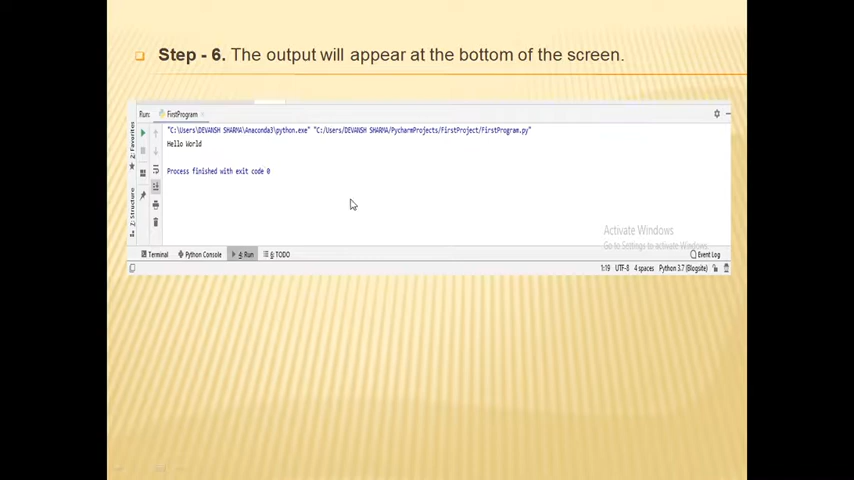 Step - 6. The output will appear at the bottom of the screen.
Run: FirstProgram
"C:\Users\DEVANSH SHARMA\Anaconda3\python.exe" "C:/Users/DEVANSH SHARMA/PycharmProjects/FirstProject/FirstProgram.py"
Hello World
Process finished with exit code 0
2: Favorites
7: Structure
Activate Windows
Go to Settings to activate Windows.
Terminal Python Console 4: Run 6: TODO Event Log
1:19 UTF-8 4 spaces Python 3.7 (Blogsite)